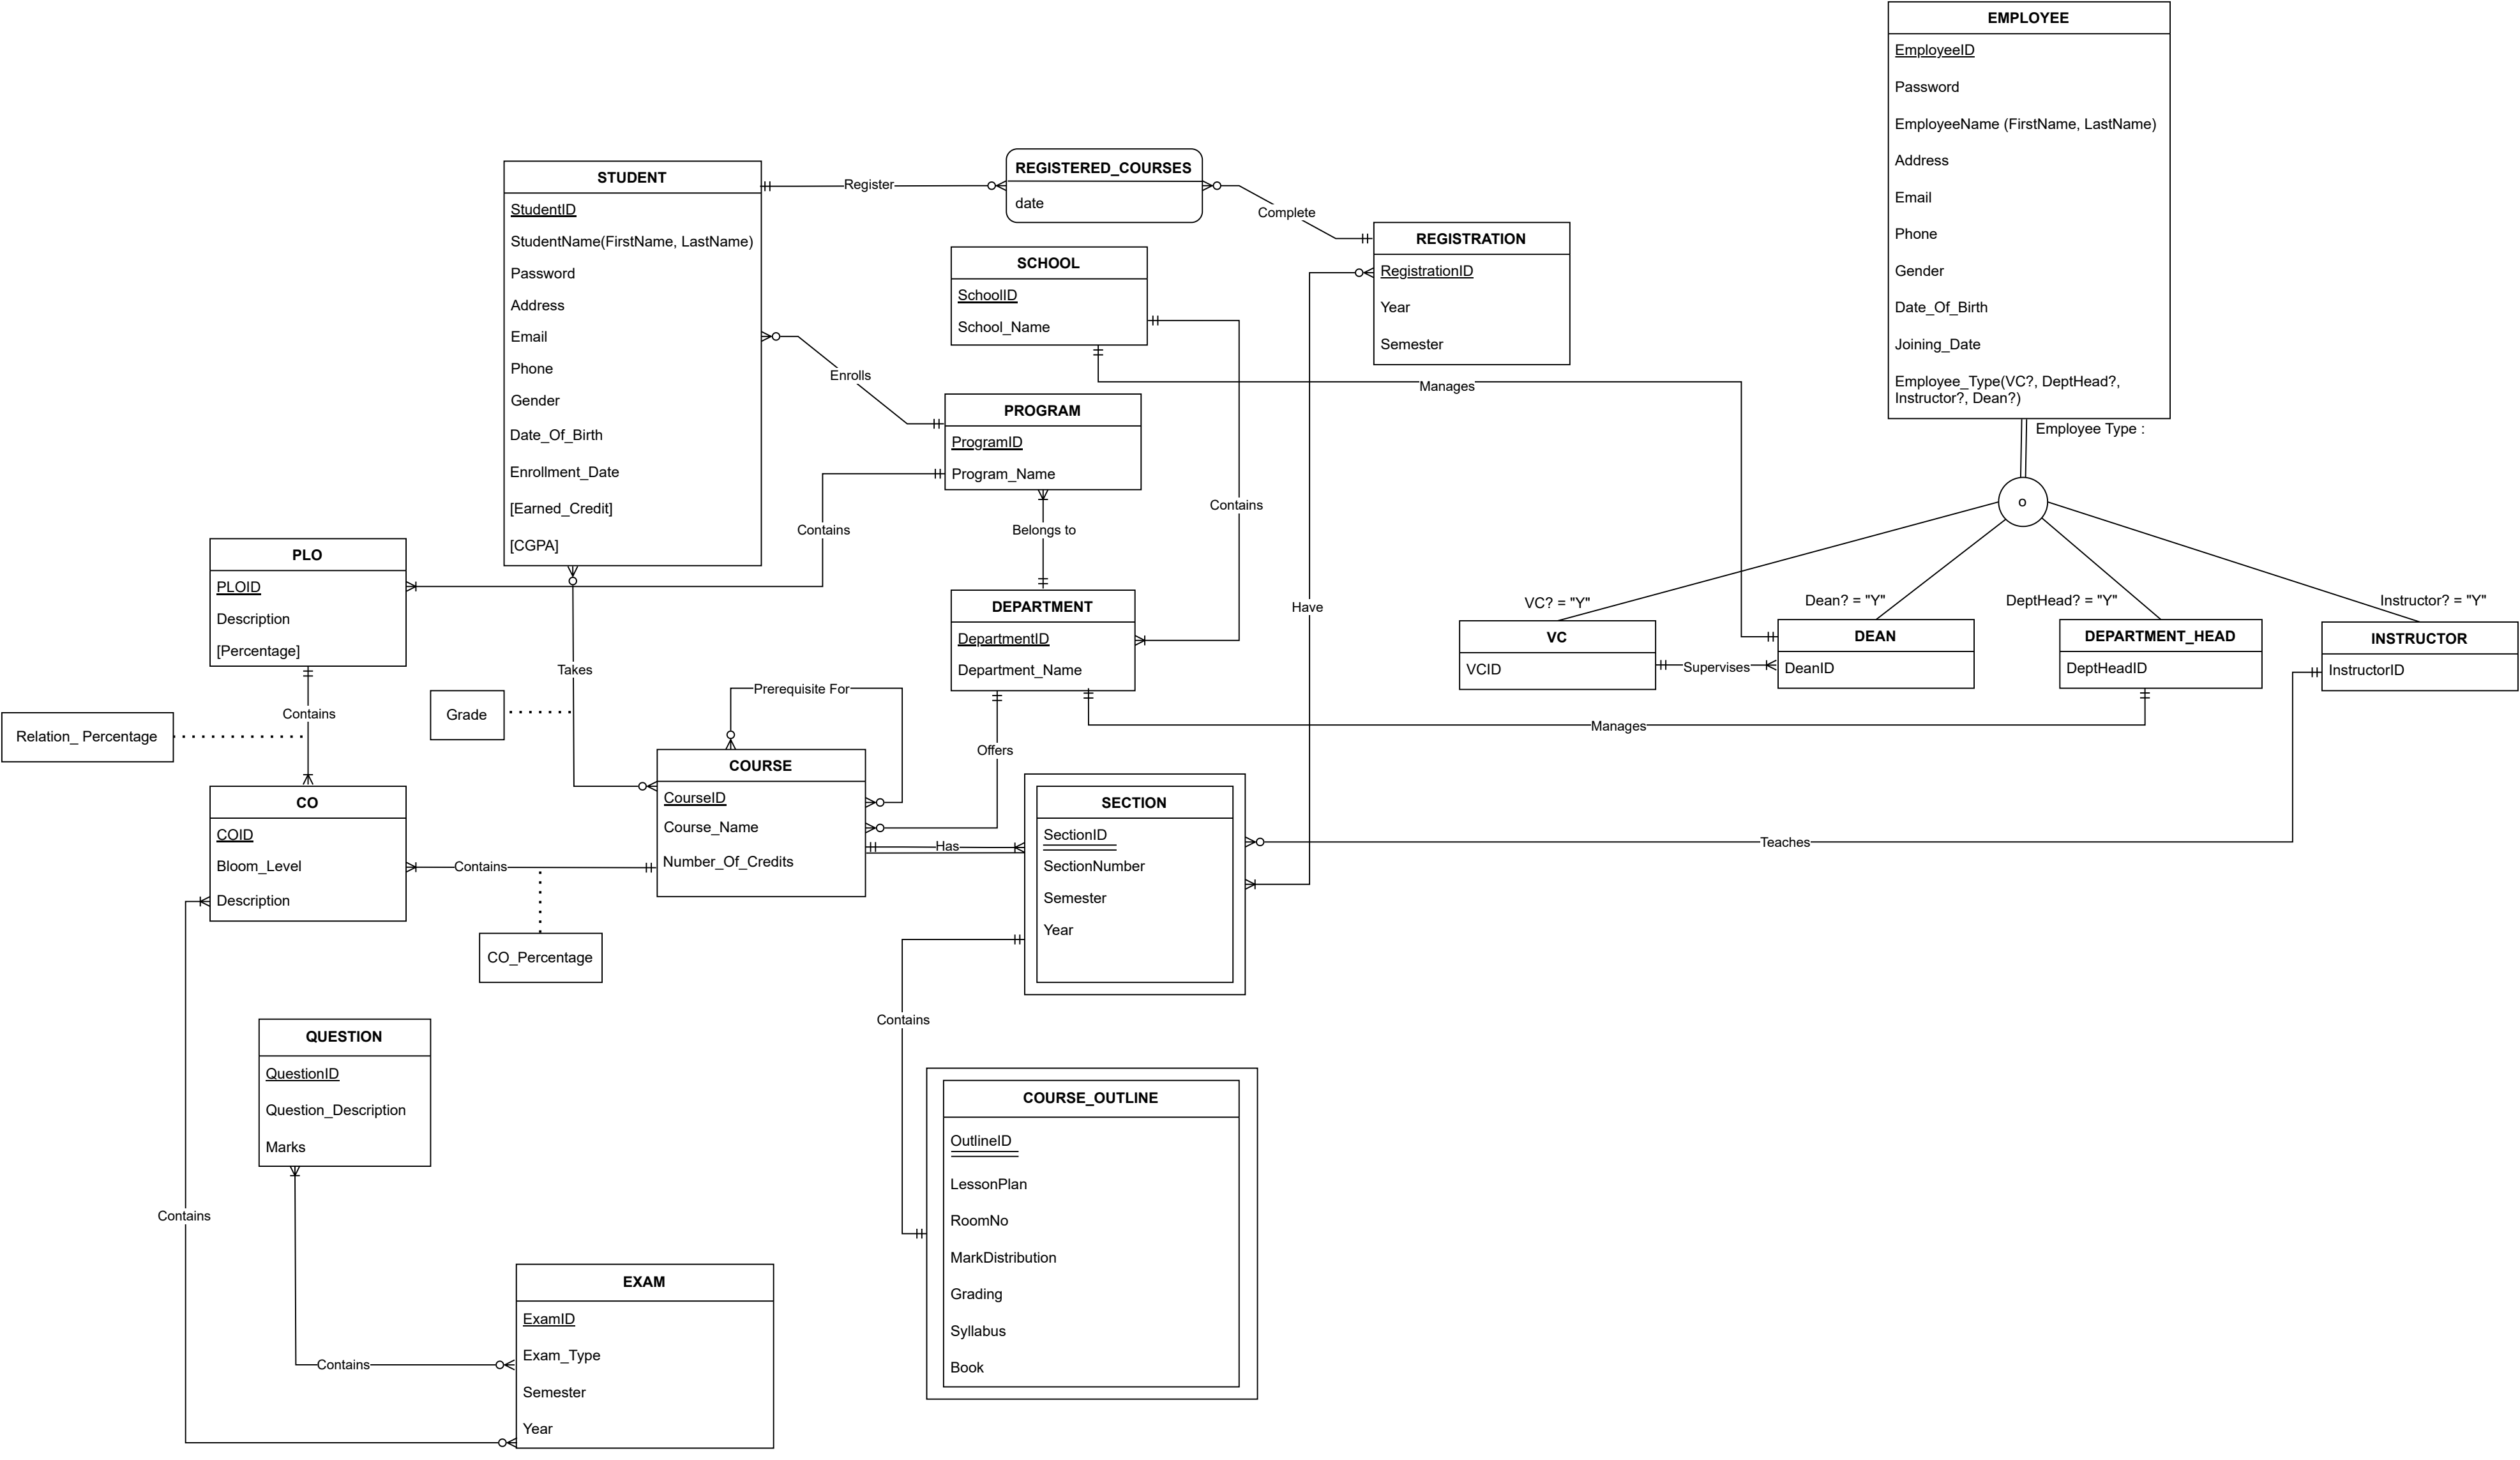 EMPLOYEE
EmployeeID
Password
EmployeeName (FirstName, LastName)
Address
Email
Phone
Gender
Date_Of_Birth
Joining_Date
Employee_Type(VC?, DeptHead?,
Instructor?, Dean?)
Employee Type :
o
STUDENT
StudentID
StudentName(FirstName, LastName)
Password
Address
Email
Phone
Gender
Date_Of_Birth
Enrollment_Date
[Earned_Credit]
[CGPA]
Register
REGISTERED_COURSES
date
Complete
REGISTRATION
RegistrationID
Year
Semester
SCHOOL
SchoolID
School_Name
Manages
Enrolls
PROGRAM
ProgramID
Program_Name
Contains
Contains
Belongs to
PLO
PLOID
Description
[Percentage]
DEPARTMENT
DepartmentID
Department_Name
Have
VC? = "Y"
Dean? = "Y"
DeptHead? = "Y"
Instructor? = "Y"
VC
VCID
Supervises
DEAN
DeanID
DEPARTMENT_HEAD
DeptHeadID
INSTRUCTOR
InstructorID
Takes
Prerequisite For
Grade
Contains
Relation_ Percentage
Manages
Offers
COURSE
CourseID
Course_Name
Number_Of_Credits
CO
COID
Bloom_Level
Description
Contains
CO_Percentage
Has
SECTION
SectionID
SectionNumber
Semester
Year
Teaches
Contains
QUESTION
QuestionID
Question_Description
Marks
COURSE_OUTLINE
OutlineID
LessonPlan
RoomNo
MarkDistribution
Grading
Syllabus
Book
Contains
EXAM
ExamID
Exam_Type
Semester
Year
Contains